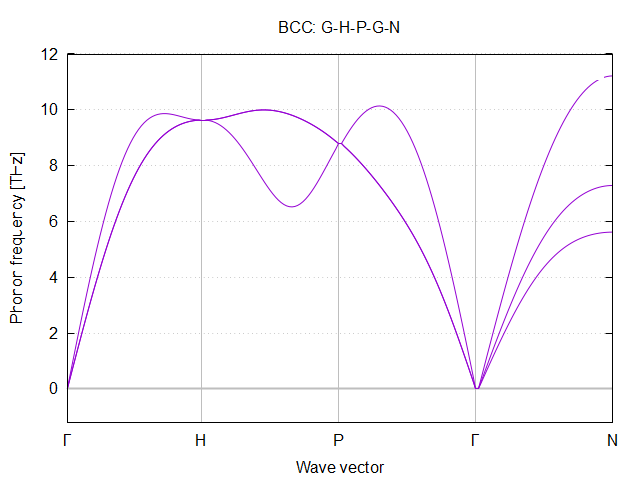 BCC: G-H-P-G-N
12
10
8
6
4
2
0
Phonon frequency [THz]
Γ H P Γ N
Wave vector